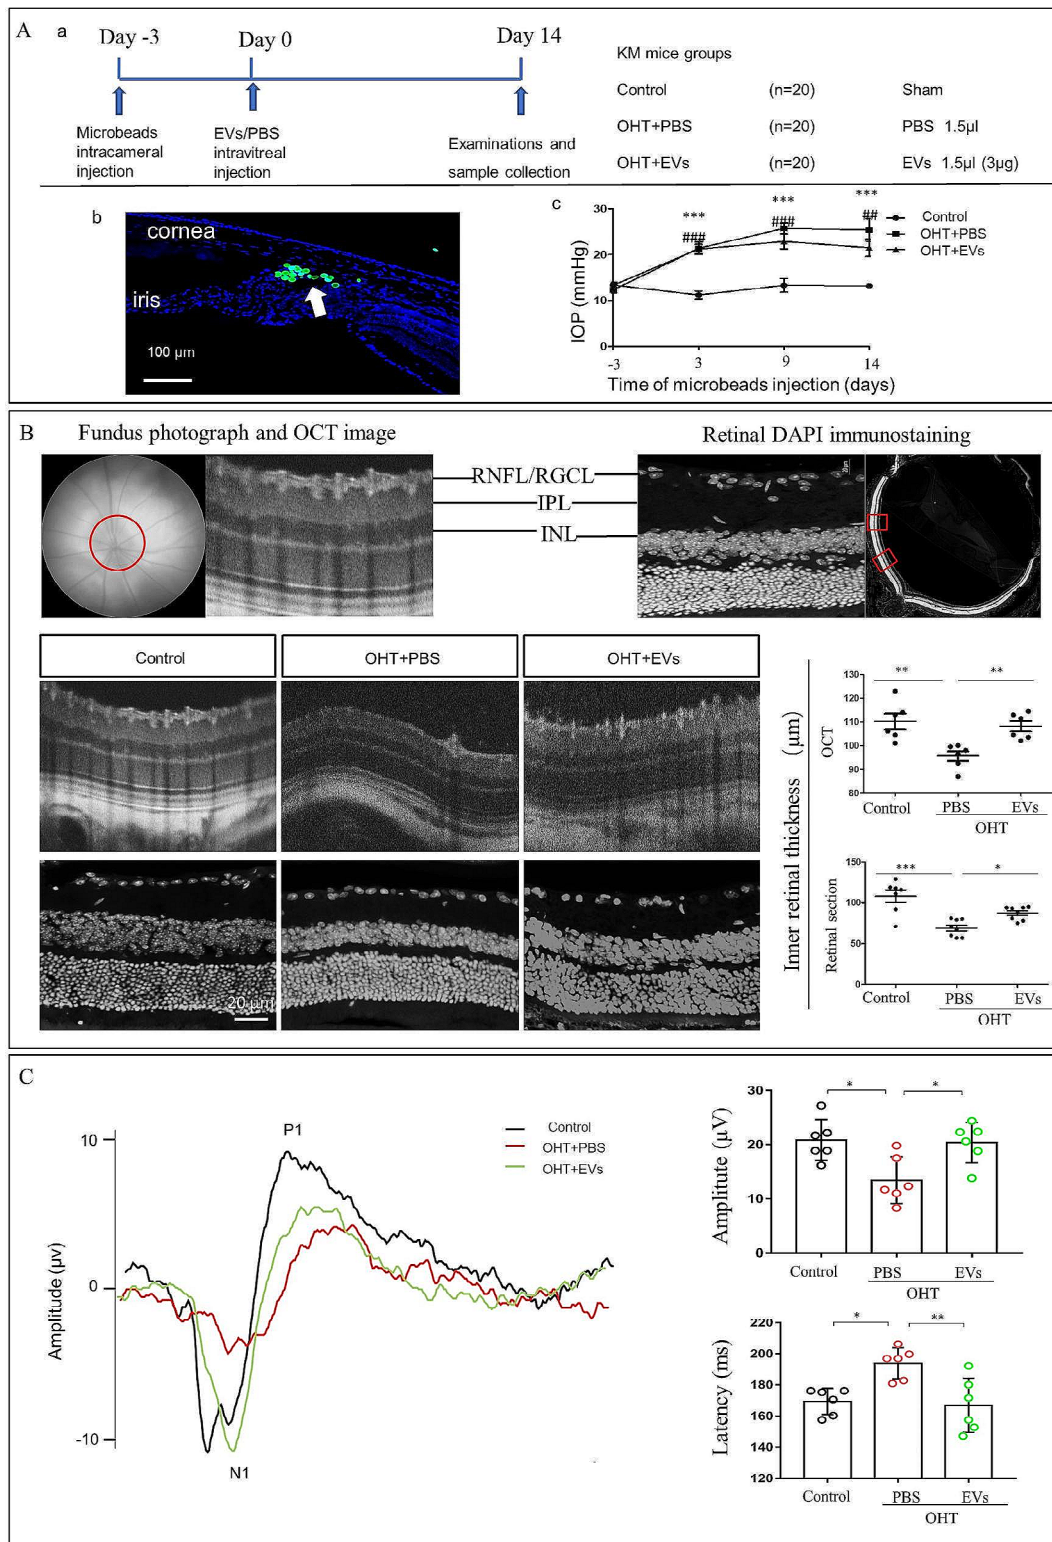 A
a
Day -3
Day 0
Day 14
Microbeads
intracameral
injection
EVs/PBS
intravitreal
injection
Examinations and
sample collection
KM mice groups
Control (n=20) Sham
OHT+PBS (n=20) PBS 1.5μl
OHT+EVs (n=20) EVs 1.5μl (3μg)
b
cornea
iris
100 μm
c
30
20
10
0
IOP (mmHg)
***
###
***
###
***
##
Control
OHT+PBS
OHT+EVs
-3 3 9 14
Time of microbeads injection (days)
B
Fundus photograph and OCT image
Retinal DAPI immunostaining
RNFL/RGCL
IPL
INL
Control
OHT+PBS
OHT+EVs
20 μm
Inner retinal thickness (μm)
OCT
130
120
110
100
90
80
** **
Control PBS EVs
OHT
Retinal section
150
100
50
0
*** *
Control PBS EVs
OHT
C
Amplitude (μv)
10
0
-10
P1
N1
Control
OHT+PBS
OHT+EVs
Amplitute (μV)
30
20
10
0
* *
Control PBS EVs
OHT
Latency (ms)
220
200
180
160
140
120
* **
Control PBS EVs
OHT